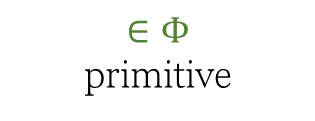 ∈ Φ
primitive